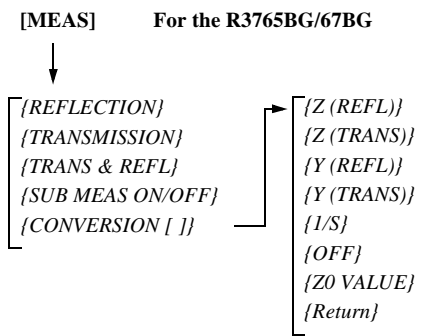 [MEAS] For the R3765BG/67BG
{REFLECTION}
{TRANSMISSION}
{TRANS & REFL}
{SUB MEAS ON/OFF}
{CONVERSION [ ]}
{Z (REFL)}
{Z (TRANS)}
{Y (REFL)}
{Y (TRANS)}
{1/S}
{OFF}
{Z0 VALUE}
{Return}